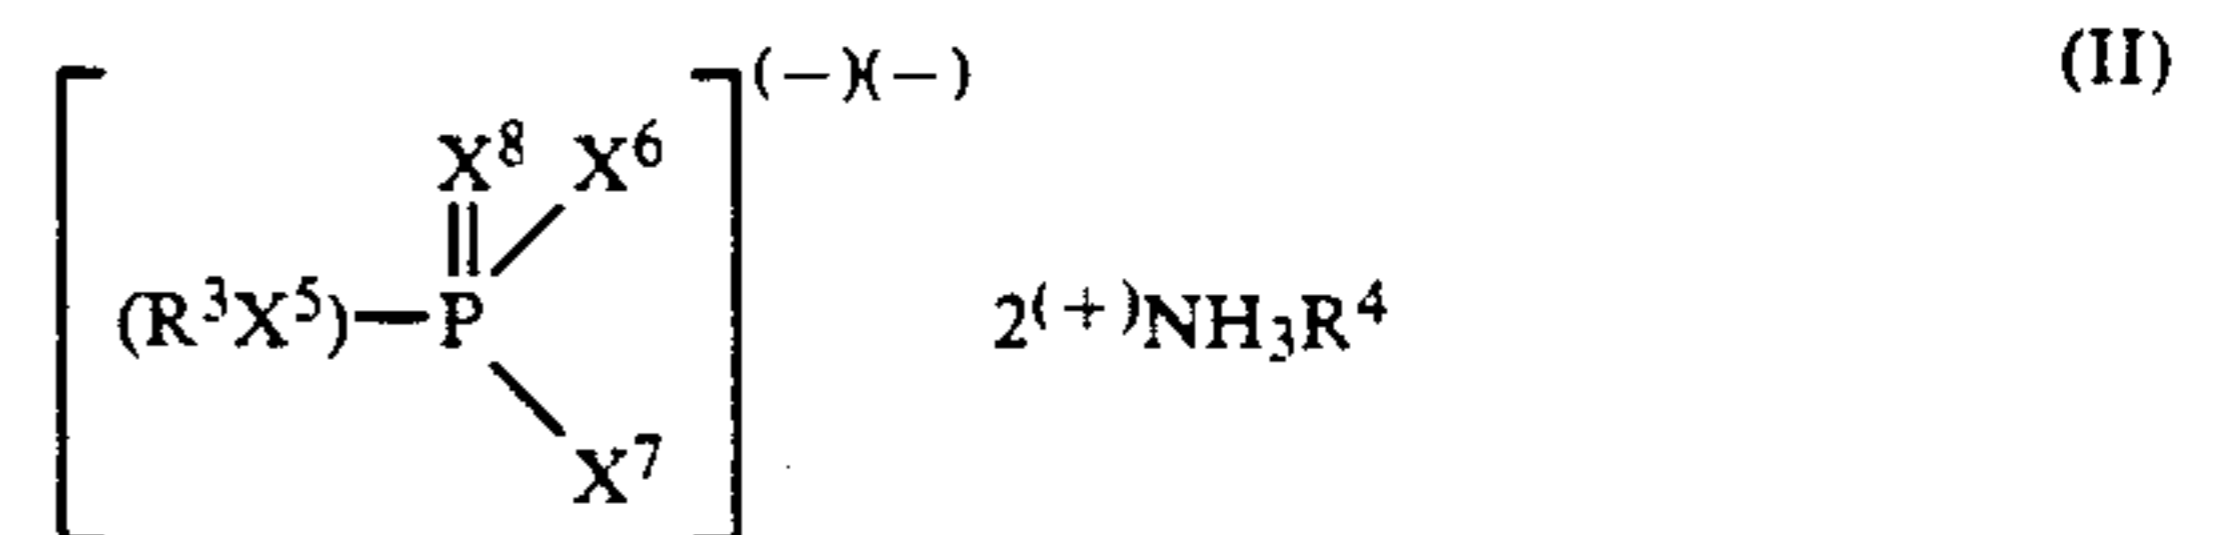 (−)(−) (II)
X⁸ X⁶
(R³X⁵)—P 2⁽⁺⁾NH₃R⁴
X⁷